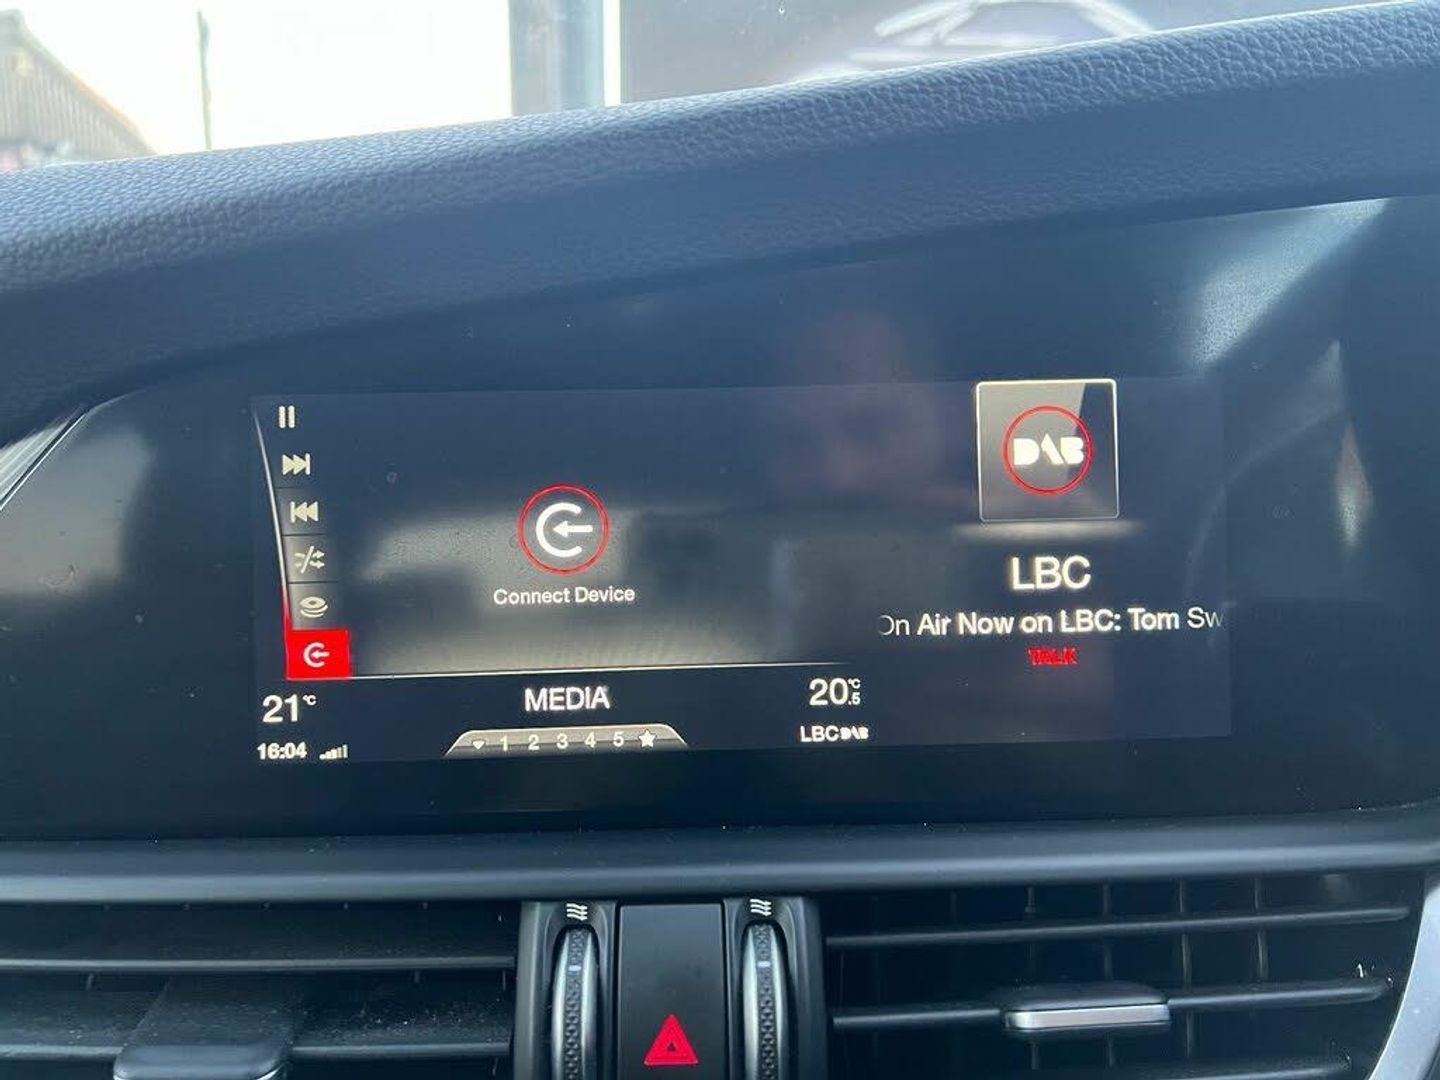 DAB
Connect Device
LBC
On Air Now on LBC: Tom Sw
TALK
21°C
MEDIA
20.5°C
16:04
1 2 3 4 5
LBC DAB